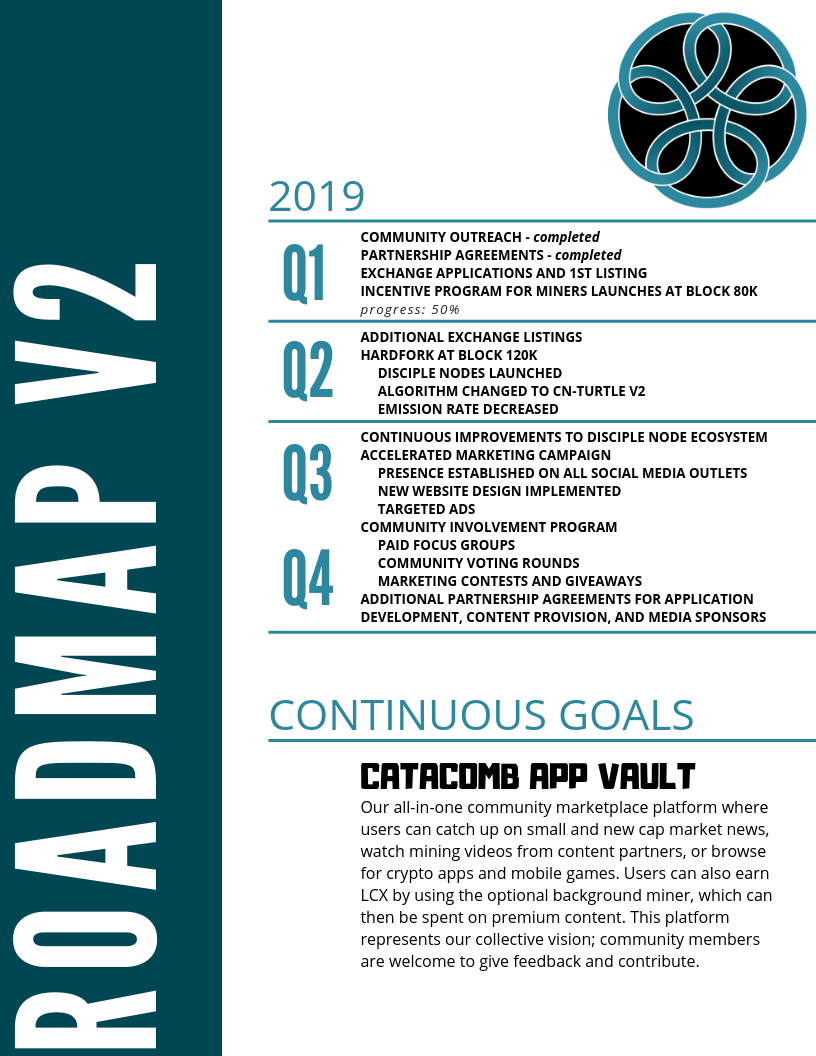 ROADMAP V2
2019
Q1
COMMUNITY OUTREACH - completed
PARTNERSHIP AGREEMENTS - completed
EXCHANGE APPLICATIONS AND 1ST LISTING
INCENTIVE PROGRAM FOR MINERS LAUNCHES AT BLOCK 80K
progress: 50%
Q2
ADDITIONAL EXCHANGE LISTINGS
HARDFORK AT BLOCK 120K
DISCIPLE NODES LAUNCHED
ALGORITHM CHANGED TO CN-TURTLE V2
EMISSION RATE DECREASED
Q3
CONTINUOUS IMPROVEMENTS TO DISCIPLE NODE ECOSYSTEM
ACCELERATED MARKETING CAMPAIGN
PRESENCE ESTABLISHED ON ALL SOCIAL MEDIA OUTLETS
NEW WEBSITE DESIGN IMPLEMENTED
TARGETED ADS
Q4
COMMUNITY INVOLVEMENT PROGRAM
PAID FOCUS GROUPS
COMMUNITY VOTING ROUNDS
MARKETING CONTESTS AND GIVEAWAYS
ADDITIONAL PARTNERSHIP AGREEMENTS FOR APPLICATION
DEVELOPMENT, CONTENT PROVISION, AND MEDIA SPONSORS
CONTINUOUS GOALS
CATACOMB APP VAULT
Our all-in-one community marketplace platform where
users can catch up on small and new cap market news,
watch mining videos from content partners, or browse
for crypto apps and mobile games. Users can also earn
LCX by using the optional background miner, which can
then be spent on premium content. This platform
represents our collective vision; community members
are welcome to give feedback and contribute.